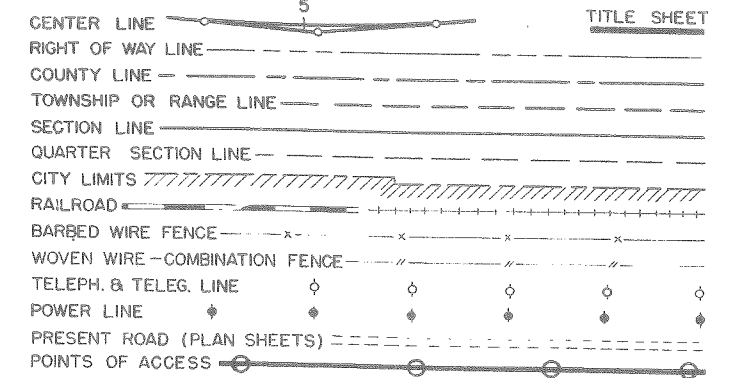 5
CENTER LINE
TITLE SHEET
RIGHT OF WAY LINE
COUNTY LINE
TOWNSHIP OR RANGE LINE
SECTION LINE
QUARTER SECTION LINE
CITY LIMITS
RAILROAD
BARBED WIRE FENCE
WOVEN WIRE-COMBINATION FENCE
TELEPH. & TELEG. LINE
POWER LINE
PRESENT ROAD (PLAN SHEETS)
POINTS OF ACCESS